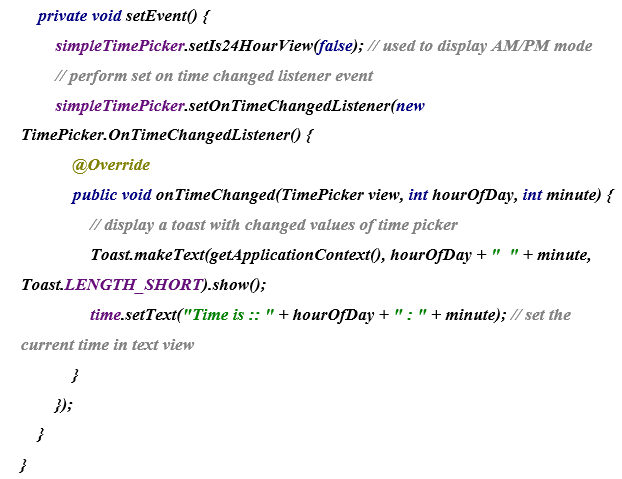 private void setEvent() {
simpleTimePicker.setIs24HourView(false); // used to display AM/PM mode
// perform set on time changed listener event
simpleTimePicker.setOnTimeChangedListener(new
TimePicker.OnTimeChangedListener() {
@Override
public void onTimeChanged(TimePicker view, int hourOfDay, int minute) {
// display a toast with changed values of time picker
Toast.makeText(getApplicationContext(), hourOfDay + "  " + minute,
Toast.LENGTH_SHORT).show();
time.setText("Time is :: " + hourOfDay + " : " + minute); // set the
current time in text view
}
});
}
}